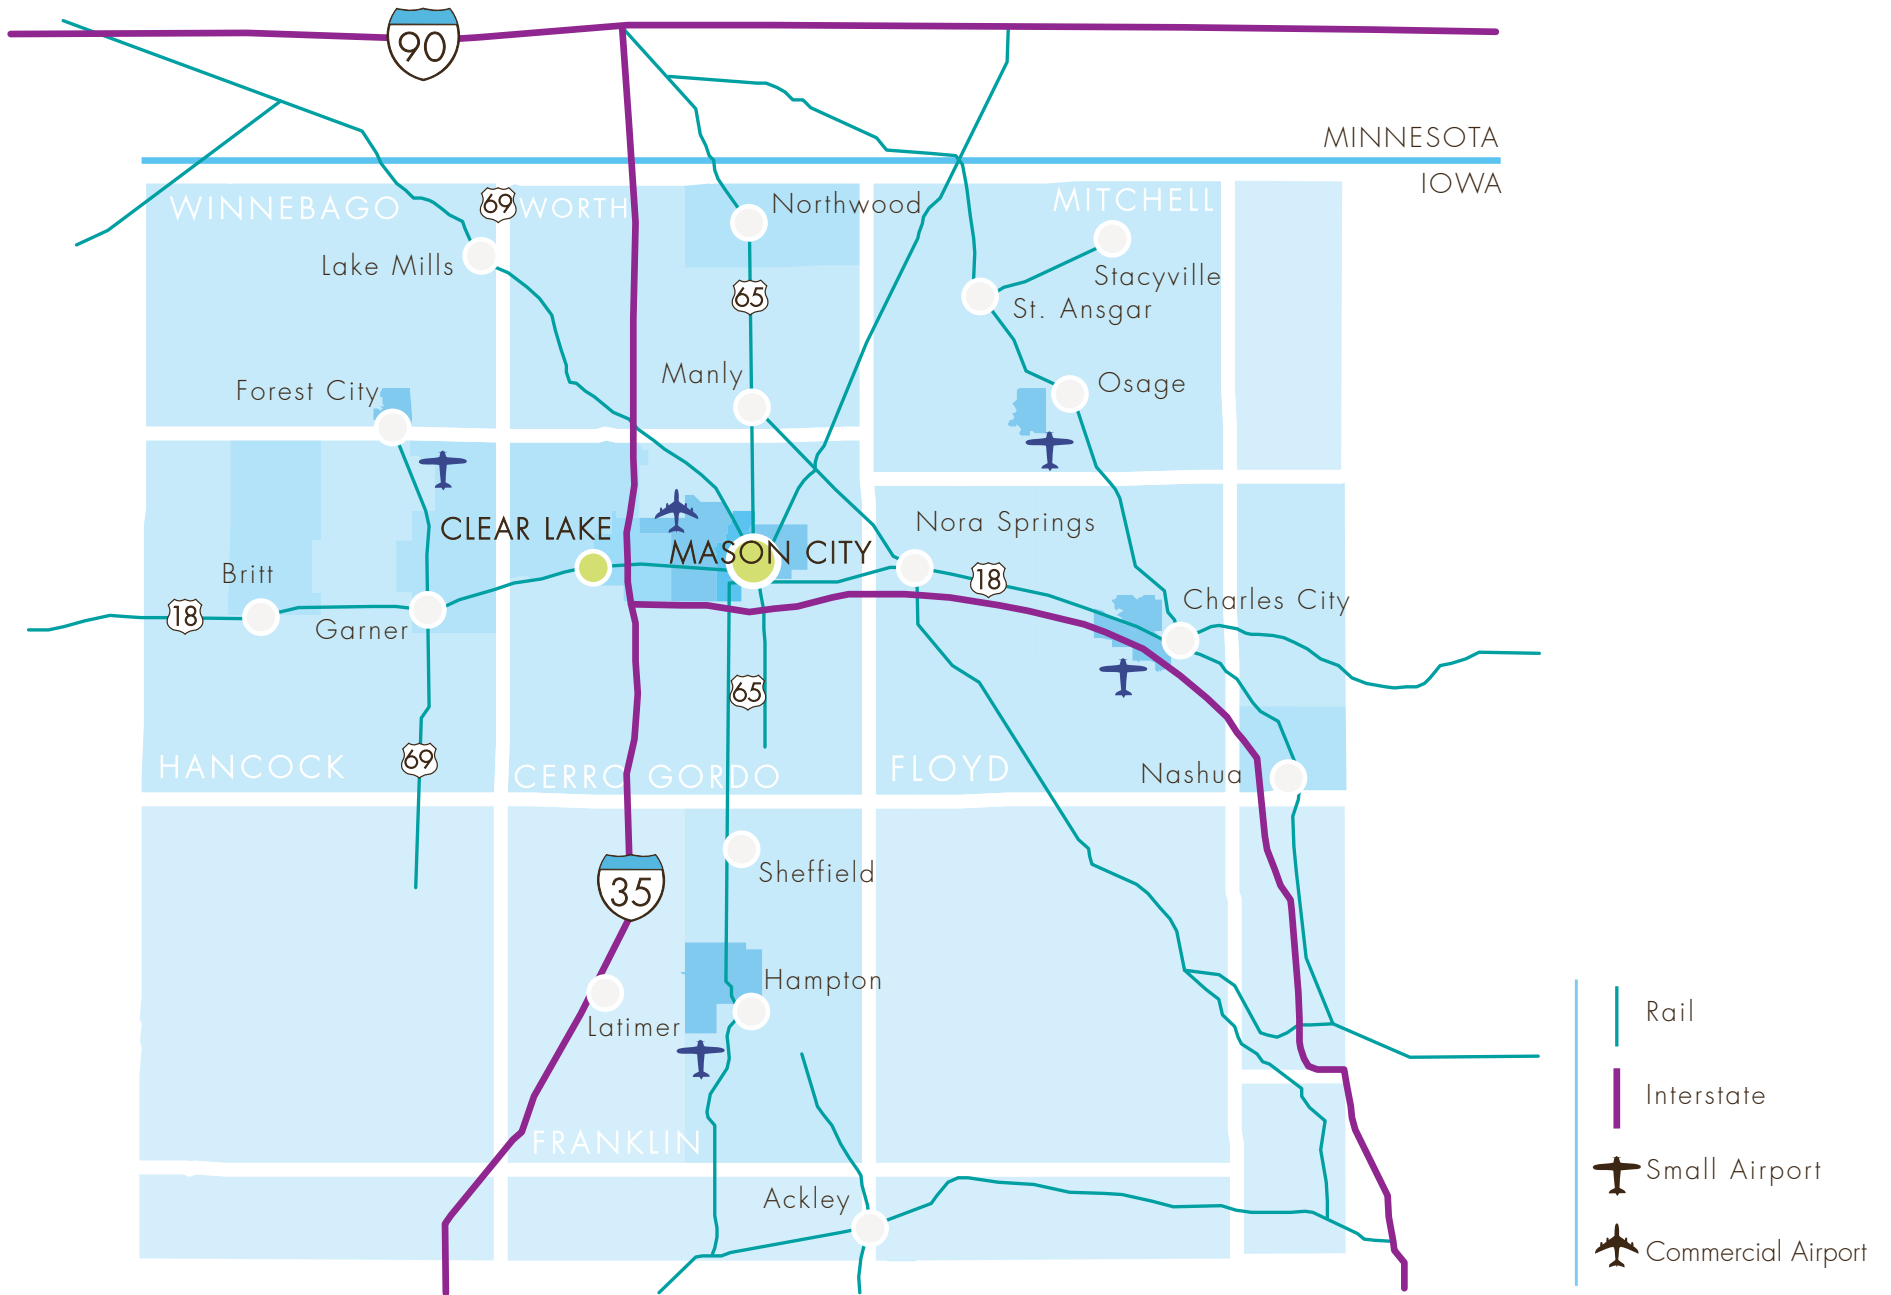 90
MINNESOTA
IOWA
WINNEBAGO
69
WORTH
Northwood
MITCHELL
Lake Mills
65
Stacyville
St. Ansgar
Manly
Osage
Forest City
CLEAR LAKE
MASON CITY
Nora Springs
Britt
18
18
Charles City
Garner
65
69
HANCOCK
CERRO GORDO
FLOYD
Nashua
35
Sheffield
Hampton
Latimer
FRANKLIN
Ackley
Rail
Interstate
Small Airport
Commercial Airport